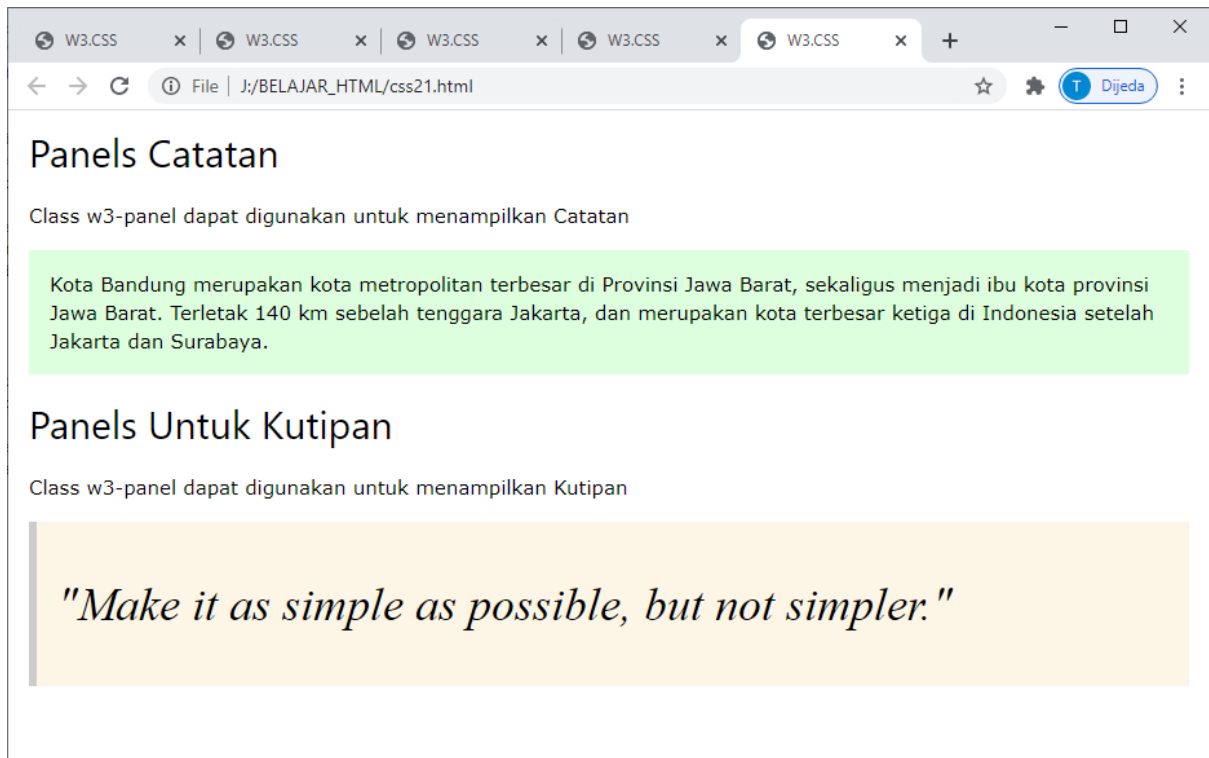 W3.CSS W3.CSS W3.CSS W3.CSS W3.CSS
File J:/BELAJAR_HTML/css21.html T Dijeda
Panels Catatan
Class w3-panel dapat digunakan untuk menampilkan Catatan
Kota Bandung merupakan kota metropolitan terbesar di Provinsi Jawa Barat, sekaligus menjadi ibu kota provinsi
Jawa Barat. Terletak 140 km sebelah tenggara Jakarta, dan merupakan kota terbesar ketiga di Indonesia setelah
Jakarta dan Surabaya.
Panels Untuk Kutipan
Class w3-panel dapat digunakan untuk menampilkan Kutipan
"Make it as simple as possible, but not simpler."